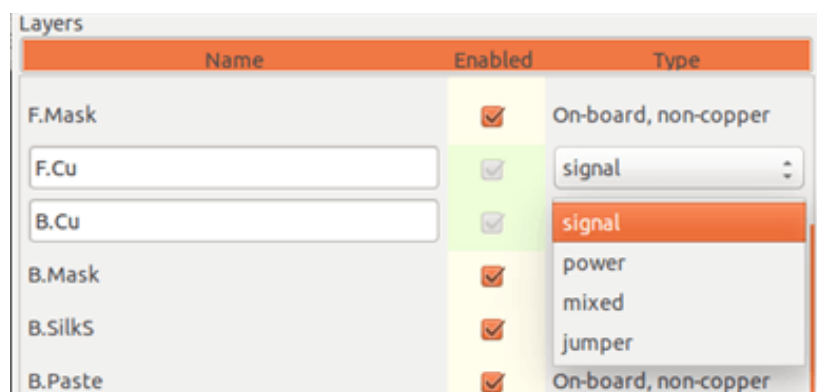 Layers
Name Enabled Type
F.Mask On-board, non-copper
F.Cu signal
B.Cu signal
power
B.Mask
mixed
B.SilkS
jumper
B.Paste On-board, non-copper